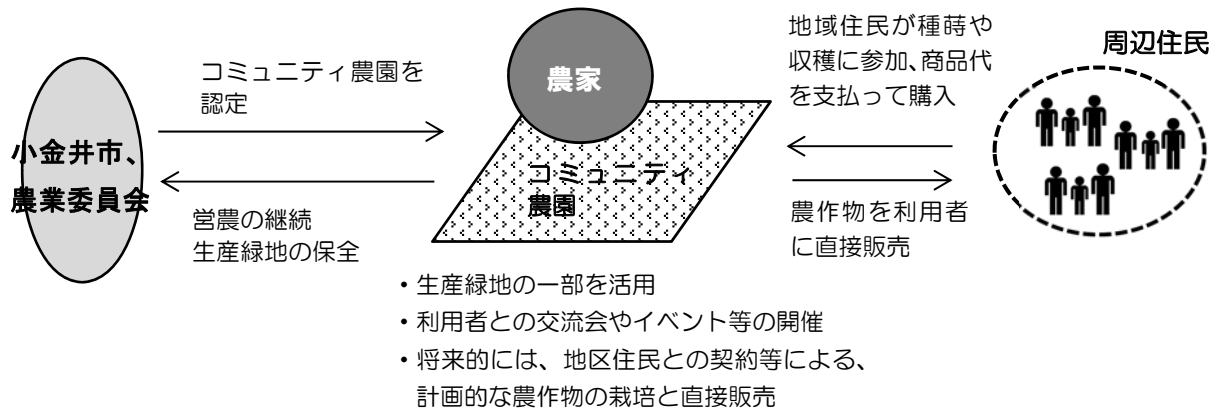 コミュニティ農園を
認定
小金井市、
農業委員会
営農の継続
生産緑地の保全
農家
コミュニティ
農園
地域住民が種蒔や
収穫に参加、商品代
を支払って購入
周辺住民
農作物を利用者
に直接販売
・生産緑地の一部を活用
・利用者との交流会やイベント等の開催
・将来的には、地区住民との契約等による、
計画的な農作物の栽培と直接販売